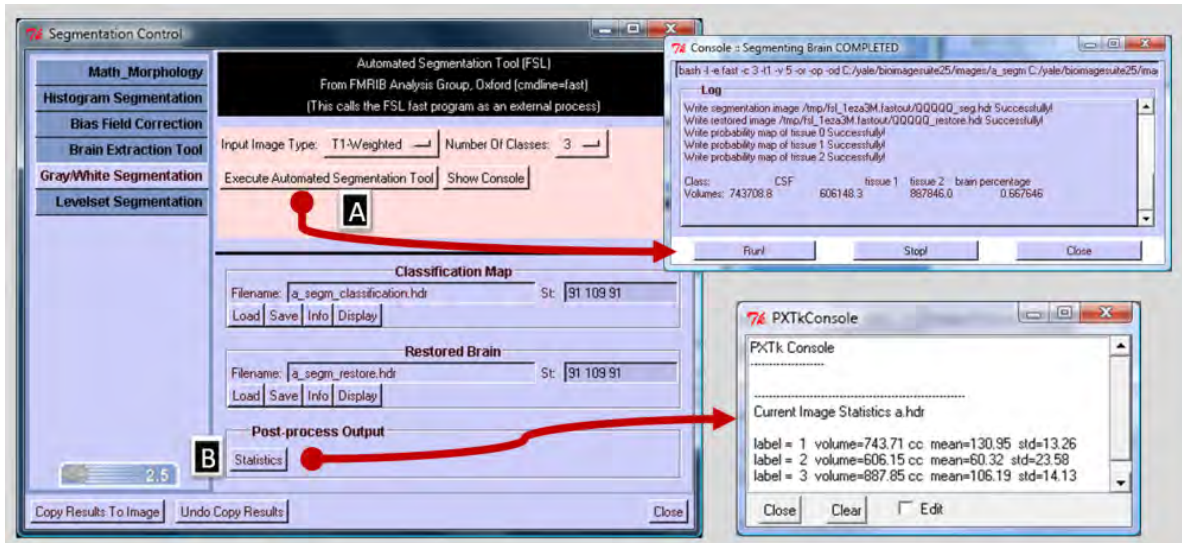 Segmentation Control
Math_Morphology
Histogram Segmentation
Bias Field Correction
Brain Extraction Tool
Gray/White Segmentation
Levelset Segmentation
2.5
Automated Segmentation Tool (FSL)
From FMRIB Analysis Group, Oxford (cmdline=fast)
(This calls the FSL fast program as an external process)
Input Image Type: T1-Weighted Number Of Classes: 3
Execute Automated Segmentation Tool Show Console
A
Classification Map
Filename: a_segm_classification.hdr St: 91 109 91
Load Save Info Display
Restored Brain
Filename: a_segm_restore.hdr St: 91 109 91
Load Save Info Display
Post-process Output
B
Statistics
Copy Results To Image Undo Copy Results Close
Console :: Segmenting Brain COMPLETED
bash -l -e fast -c 3 -t1 -v 5 -or -op -od C:/yale/bioimagesuite25/images/a_segm C:/yale/bioimagesuite25/ima
Log
Write segmentation image /tmp/fsl_1eza3M.fastout/QQQQQ_seg.hdr Successfully!
Write restored image /tmp/fsl_1eza3M.fastout/QQQQQ_restore.hdr Successfully!
Write probability map of tissue 0 Successfully!
Write probability map of tissue 1 Successfully!
Write probability map of tissue 2 Successfully!
Class: CSF tissue 1 tissue 2 brain percentage
Volumes: 743708.8 606148.3 887846.0 0.667646
Run! Stop! Close
PXTkConsole
PXTk Console
--------------------
Current Image Statistics a.hdr
label = 1 volume=743.71 cc mean=130.95 std=13.26
label = 2 volume=606.15 cc mean=60.32 std=23.58
label = 3 volume=887.85 cc mean=106.19 std=14.13
Close Clear Edit